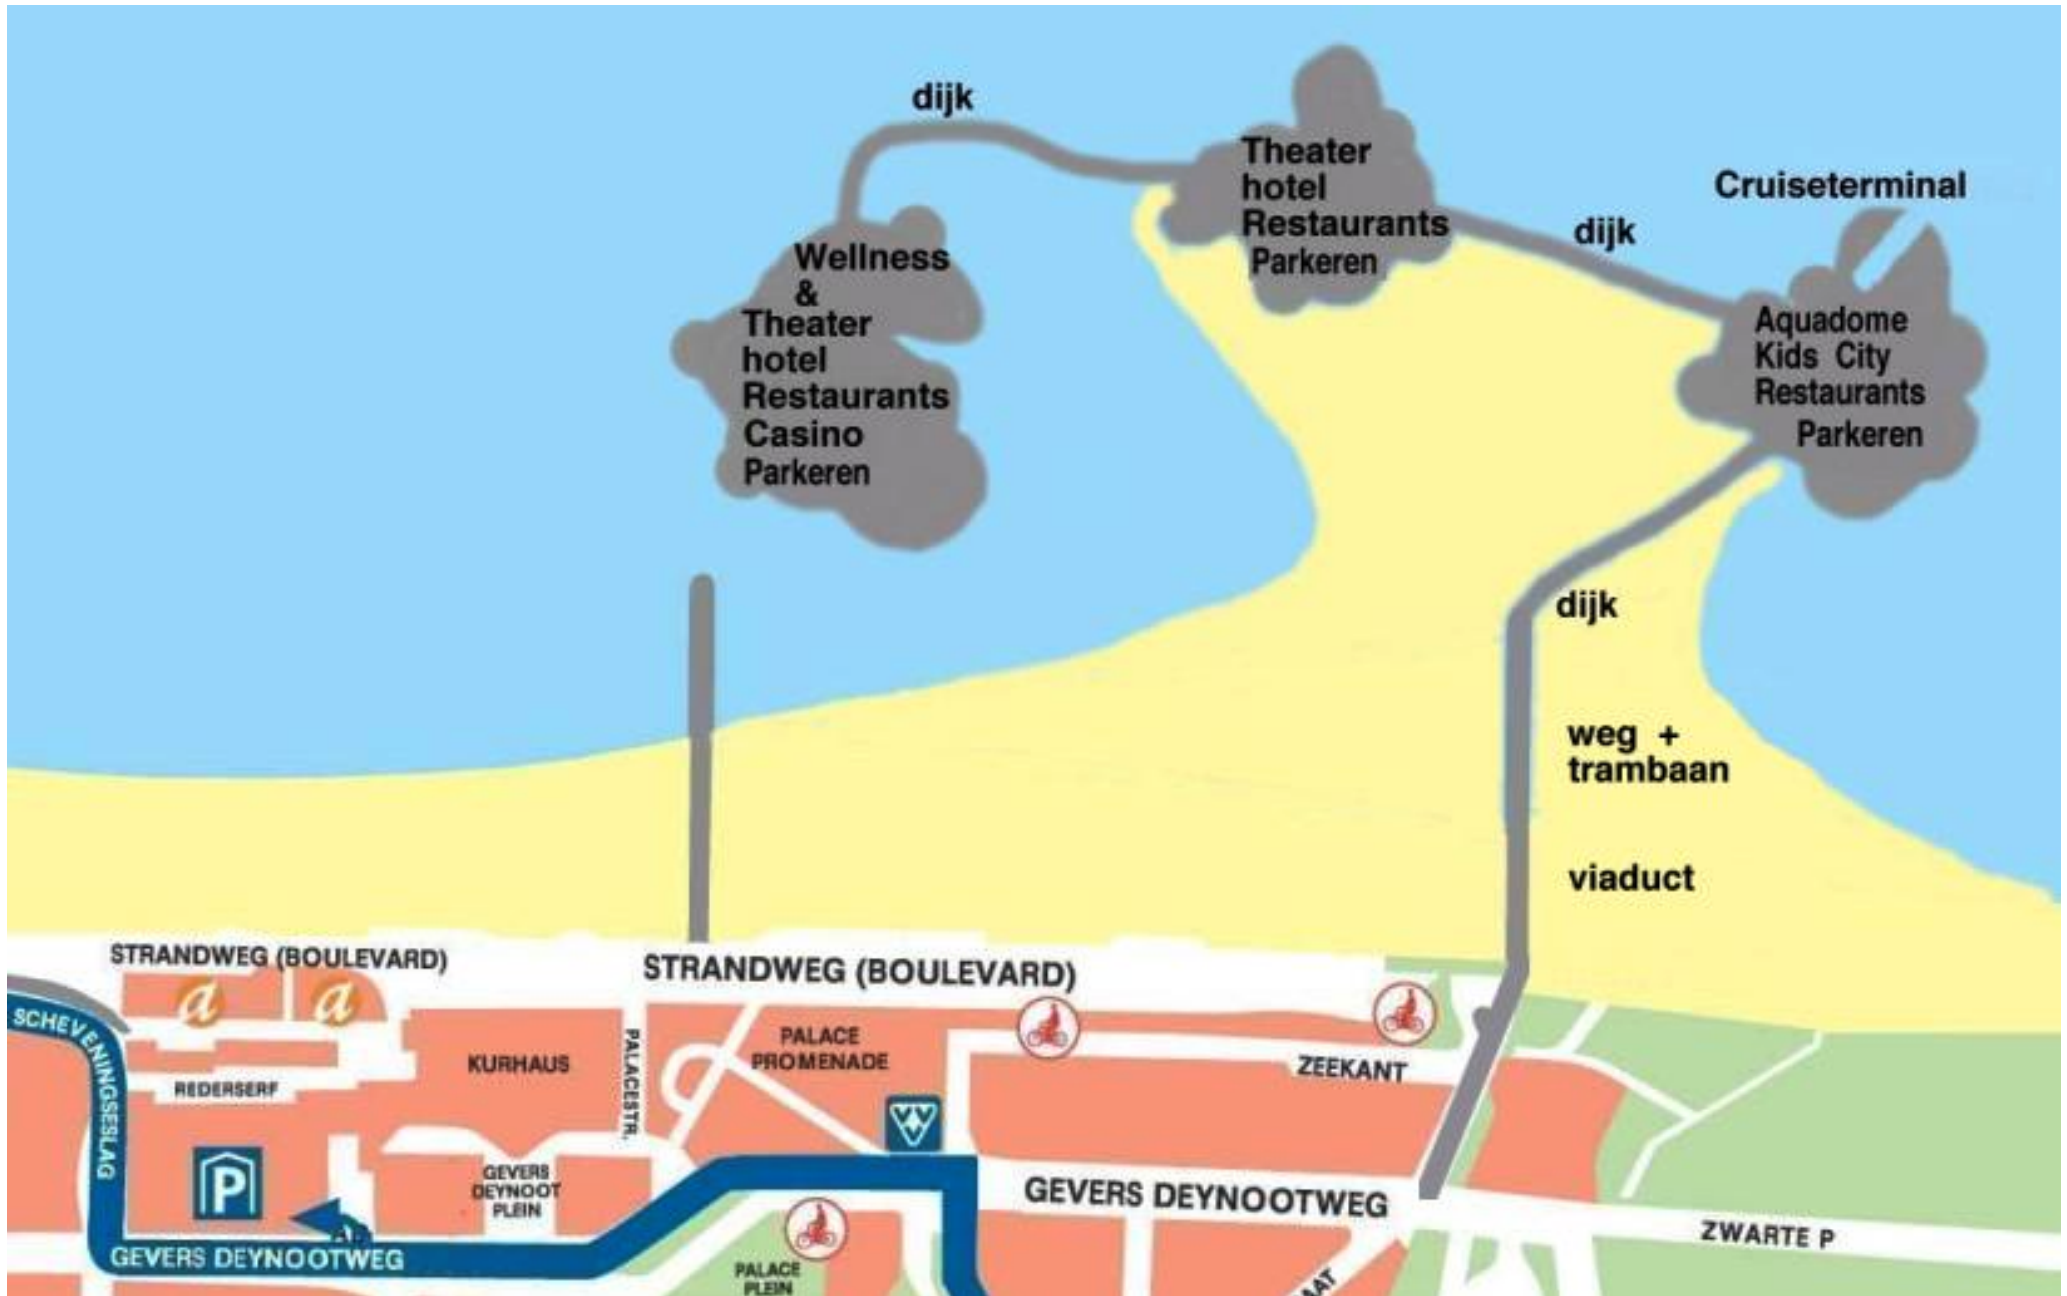 dijk
Theater
hotel
Restaurants
Parkeren
Cruiseterminal
dijk
Wellness
&
Theater
hotel
Restaurants
Casino
Parkeren
Aquadome
Kids City
Restaurants
Parkeren
dijk
weg +
trambaan
viaduct
STRANDWEG (BOULEVARD)
STRANDWEG (BOULEVARD)
a
a
SCHEVENINGSESLAG
REDERSERF
KURHAUS
PALACESTR.
PALACE
PROMENADE
ZEEKANT
VVV
P
GEVERS
DEYNOOT
PLEIN
GEVERS DEYNOOTWEG
ZWARTE P
GEVERS DEYNOOTWEG
PALACE
PLEIN
AAT